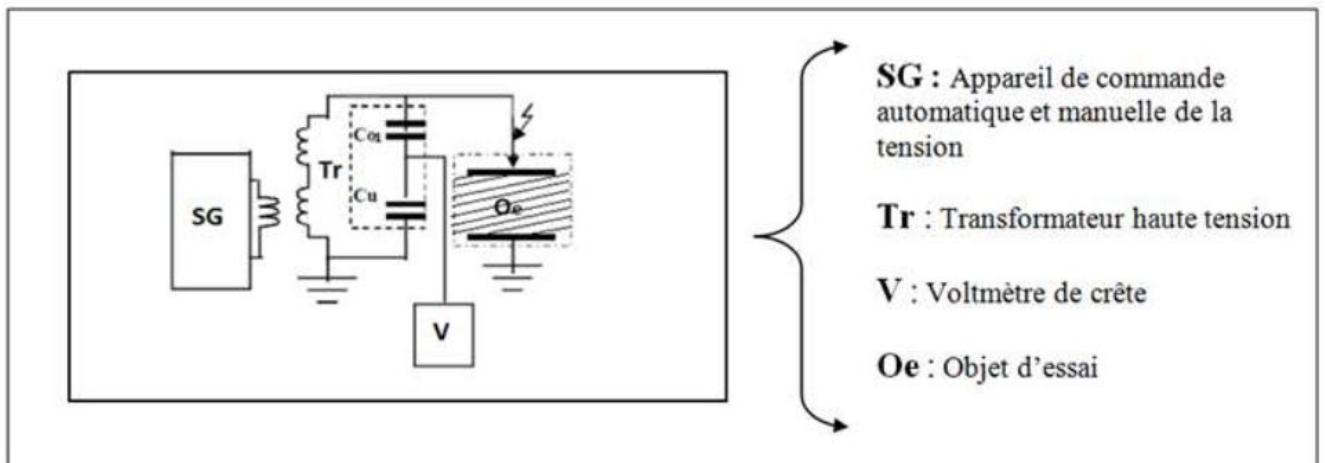 SG
Tr
Co1
Cu
Oe
V
SG : Appareil de commande
automatique et manuelle de la
tension
Tr : Transformateur haute tension
V : Voltmètre de crête
Oe : Objet d'essai